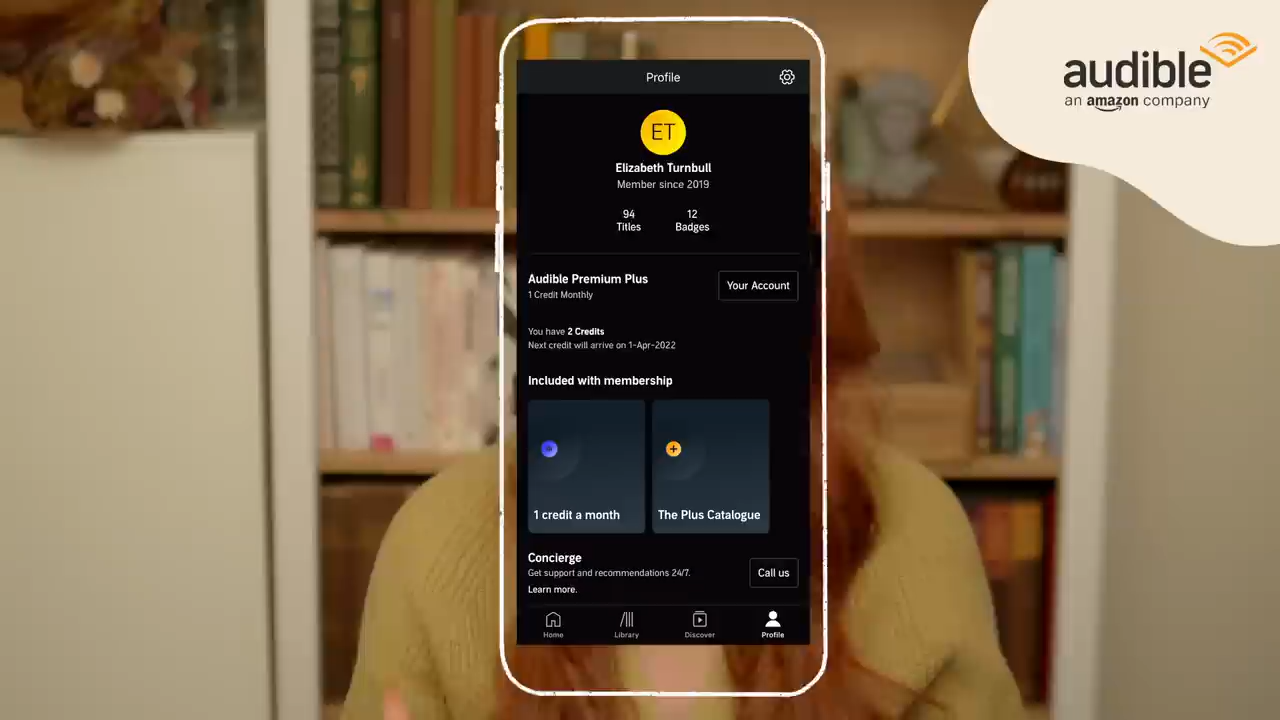 Profile
ET
Elizabeth Turnbull
Member since 2019
94
Titles
12
Badges
Audible Premium Plus
1 Credit Monthly
Your Account
You have 2 Credits
Next credit will arrive on 1-Apr-2022
Included with membership
1 credit a month
The Plus Catalogue
Concierge
Get support and recommendations 24/7.
Learn more.
Call us
Home
Library
Discover
Profile
audible
an amazon company